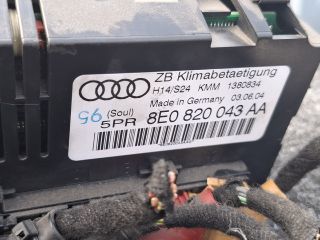 ZB Klimabetaetigung
H14/S24 KMM 1380834
Made in Germany 03.06.04
96 (Soul)
5PR 8E0 820 043 AA